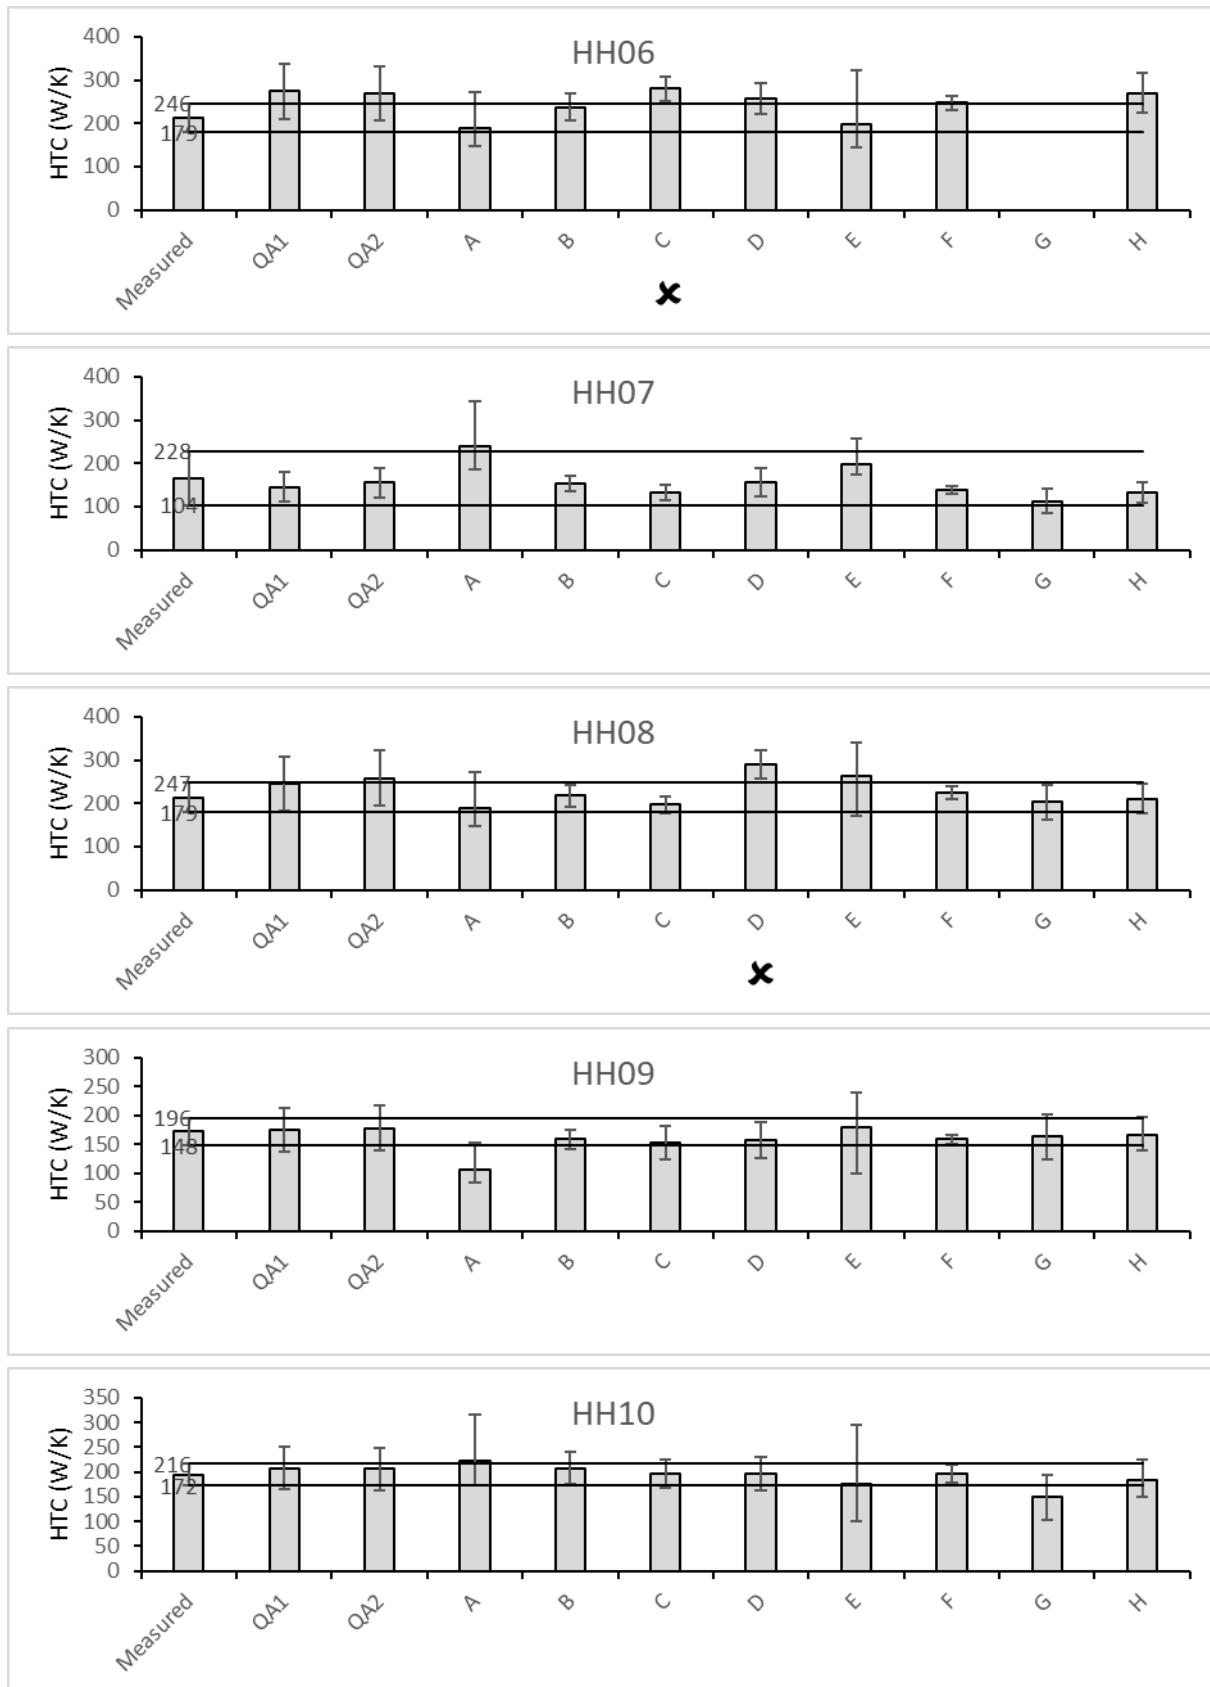 HH06
HTC (W/K)
400
300
246
200
179
100
0
Measured QA1 QA2 A B C D E F G H
✘
HH07
HTC (W/K)
400
300
228
200
104
100
0
Measured QA1 QA2 A B C D E F G H
HH08
HTC (W/K)
400
300
247
200
179
100
0
Measured QA1 QA2 A B C D E F G H
✘
HH09
HTC (W/K)
300
250
200
196
150
148
100
50
0
Measured QA1 QA2 A B C D E F G H
HH10
HTC (W/K)
350
300
250
216
200
172
150
100
50
0
Measured QA1 QA2 A B C D E F G H